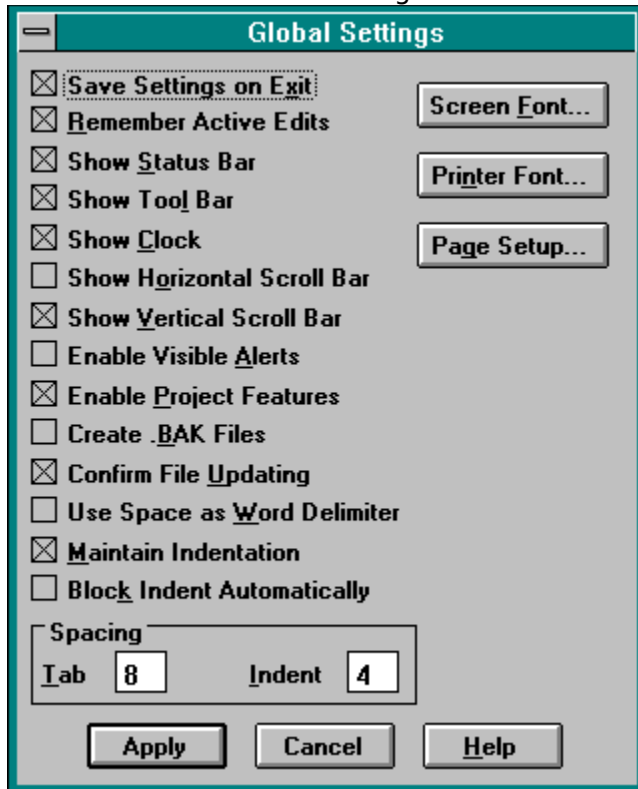 Global Settings
Save Settings on Exit
Screen Font...
Remember Active Edits
Show Status Bar
Printer Font...
Show Tool Bar
Show Clock
Page Setup...
Show Horizontal Scroll Bar
Show Vertical Scroll Bar
Enable Visible Alerts
Enable Project Features
Create .BAK Files
Confirm File Updating
Use Space as Word Delimiter
Maintain Indentation
Block Indent Automatically
Spacing
Tab 8 Indent 4
Apply Cancel Help